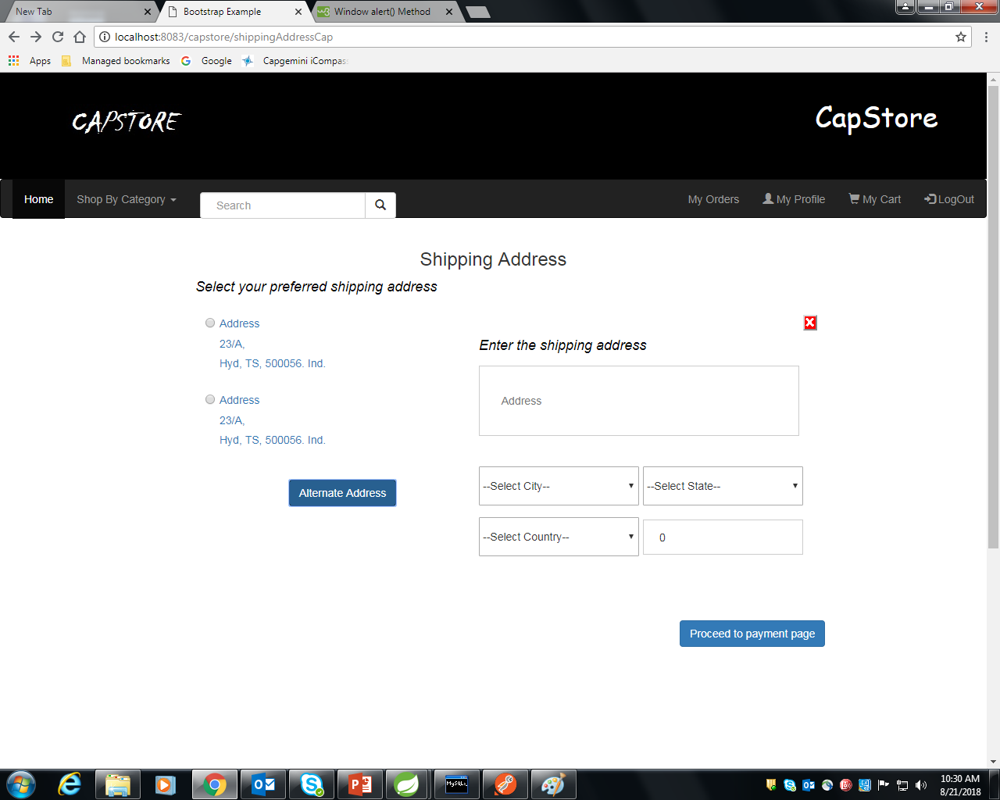 New Tab
Bootstrap Example
Window alert() Method
localhost:8083/capstore/shippingAddressCap
Apps
Managed bookmarks
Google
Capgemini iCompas
CAPSTORE
CapStore
Home
Shop By Category
Search
My Orders
My Profile
My Cart
LogOut
Shipping Address
Select your preferred shipping address
Address
23/A,
Hyd, TS, 500056. Ind.
Address
23/A,
Hyd, TS, 500056. Ind.
Alternate Address
Enter the shipping address
Address
--Select City--
--Select State--
--Select Country--
0
Proceed to payment page
MySQL
10:30 AM
8/21/2018